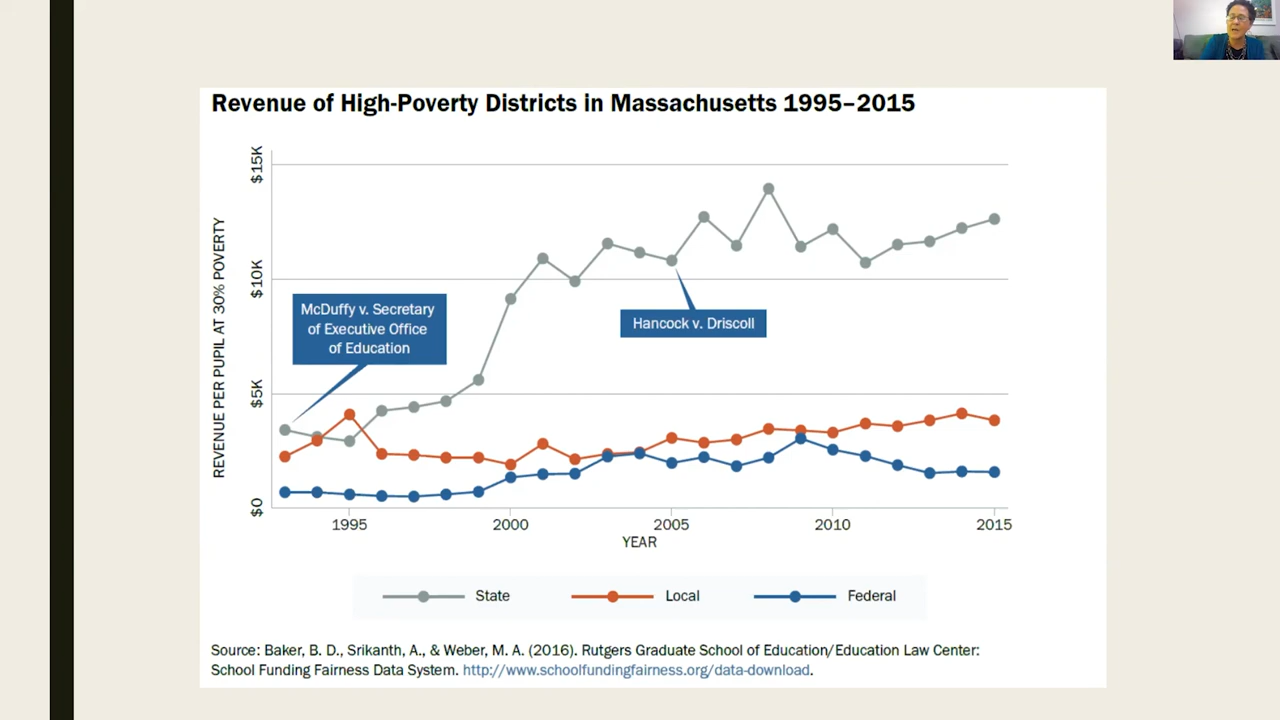 Revenue of High-Poverty Districts in Massachusetts 1995–2015
REVENUE PER PUPIL AT 30% POVERTY
$15K
$10K
$5K
$0
McDuffy v. Secretary
of Executive Office
of Education
Hancock v. Driscoll
1995 2000 2005 2010 2015
YEAR
State Local Federal
Source: Baker, B. D., Srikanth, A., & Weber, M. A. (2016). Rutgers Graduate School of Education/Education Law Center:
School Funding Fairness Data System. http://www.schoolfundingfairness.org/data-download.